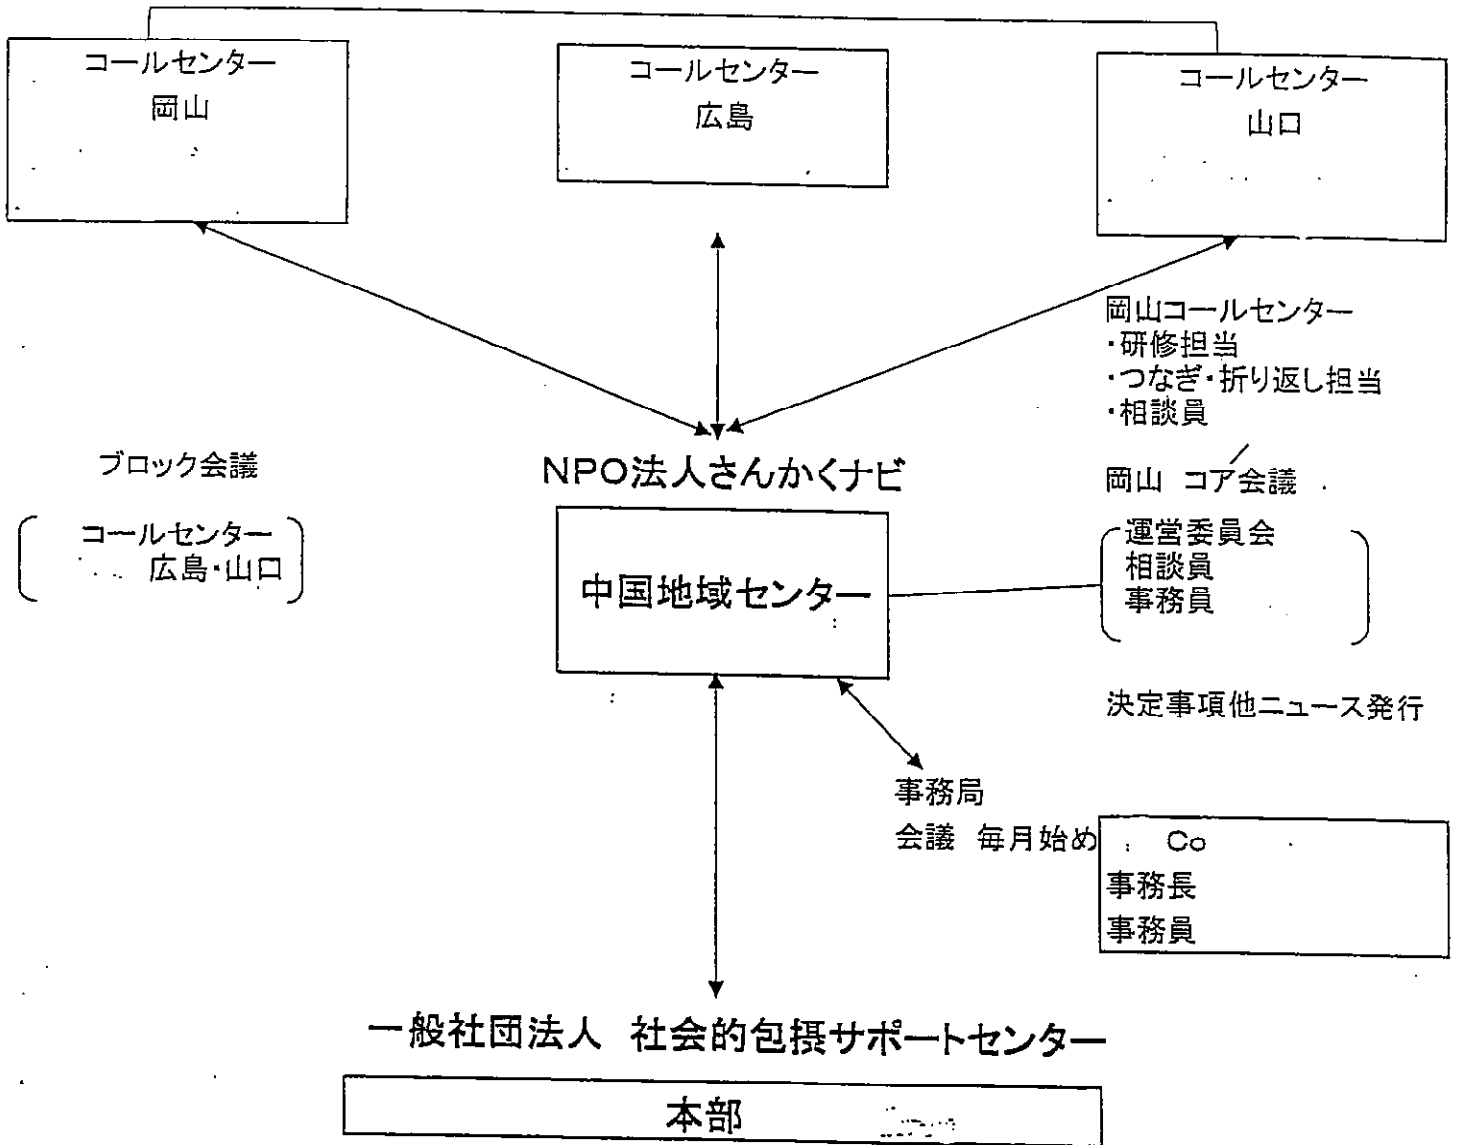 コールセンター
岡山
コールセンター
広島
コールセンター
山口
岡山コールセンター
・研修担当
・つなぎ・折り返し担当
・相談員
ブロック会議
コールセンター
広島・山口
NPO法人さんかくナビ
中国地域センター
岡山 コア会議
運営委員会
相談員
事務員
決定事項他ニュース発行
事務局
会議 毎月始め
Co
事務長
事務員
一般社団法人 社会的包摂サポートセンター
本部